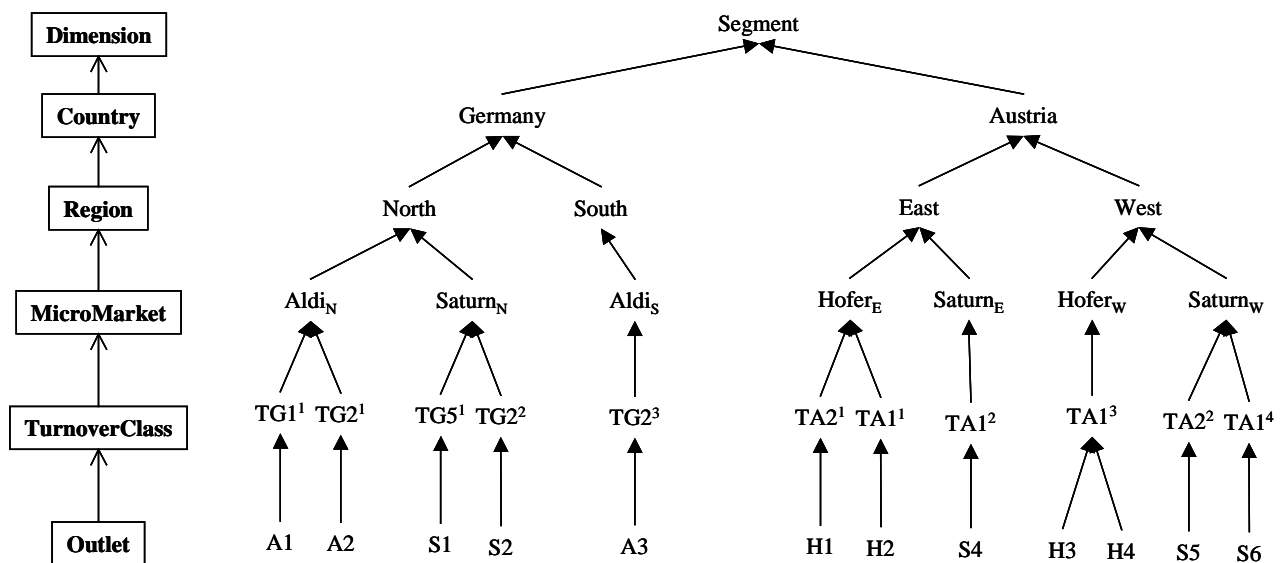 Dimension
Country
Region
MicroMarket
TurnoverClass
Outlet
Segment
Germany Austria
North South East West
Aldi_N Saturn_N Aldi_S Hofer_E Saturn_E Hofer_W Saturn_W
TG1¹ TG2¹ TG5¹ TG2² TG2³ TA2¹ TA1¹ TA1² TA1³ TA2² TA1⁴
A1 A2 S1 S2 A3 H1 H2 S4 H3 H4 S5 S6